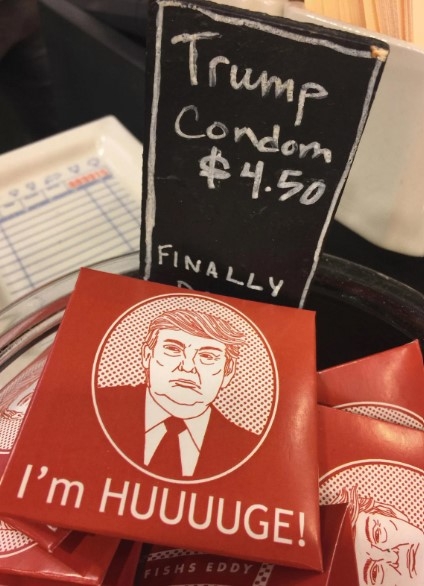 Trump
Condom
$4.50
FINALLY
I'm HUUUUGE!
FISHS EDDY